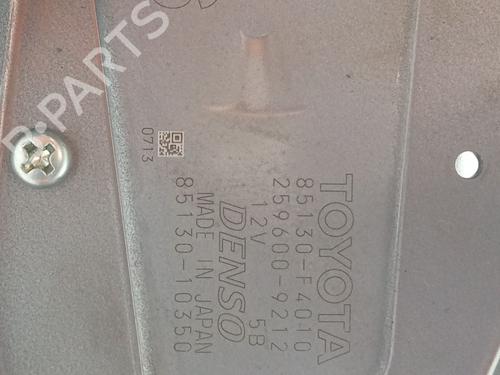 TOYOTA
85130-F4010
259600-9212
12V 5B
DENSO
MADE IN JAPAN
85130-10350
0713
B-PARTS